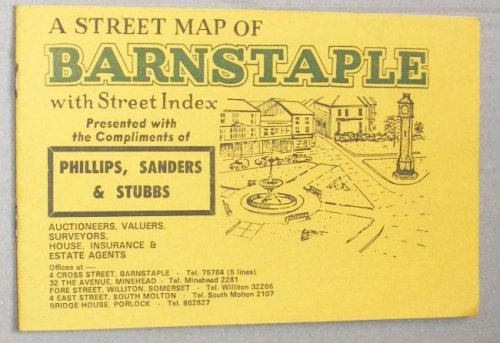 A STREET MAP OF
BARNSTAPLE
with Street Index
Presented with
the Compliments of
PHILLIPS, SANDERS
& STUBBS
AUCTIONEERS, VALUERS,
SURVEYORS,
HOUSE, INSURANCE &
ESTATE AGENTS
Offices at —
4 CROSS STREET, BARNSTAPLE - Tel. 75784 (5 lines)
32 THE AVENUE, MINEHEAD - Tel. Minehead 2281
FORE STREET, WILLITON, SOMERSET - Tel. Williton 32266
4 EAST STREET, SOUTH MOLTON - Tel. South Molton 2107
BRIDGE HOUSE, PORLOCK - Tel. 862827